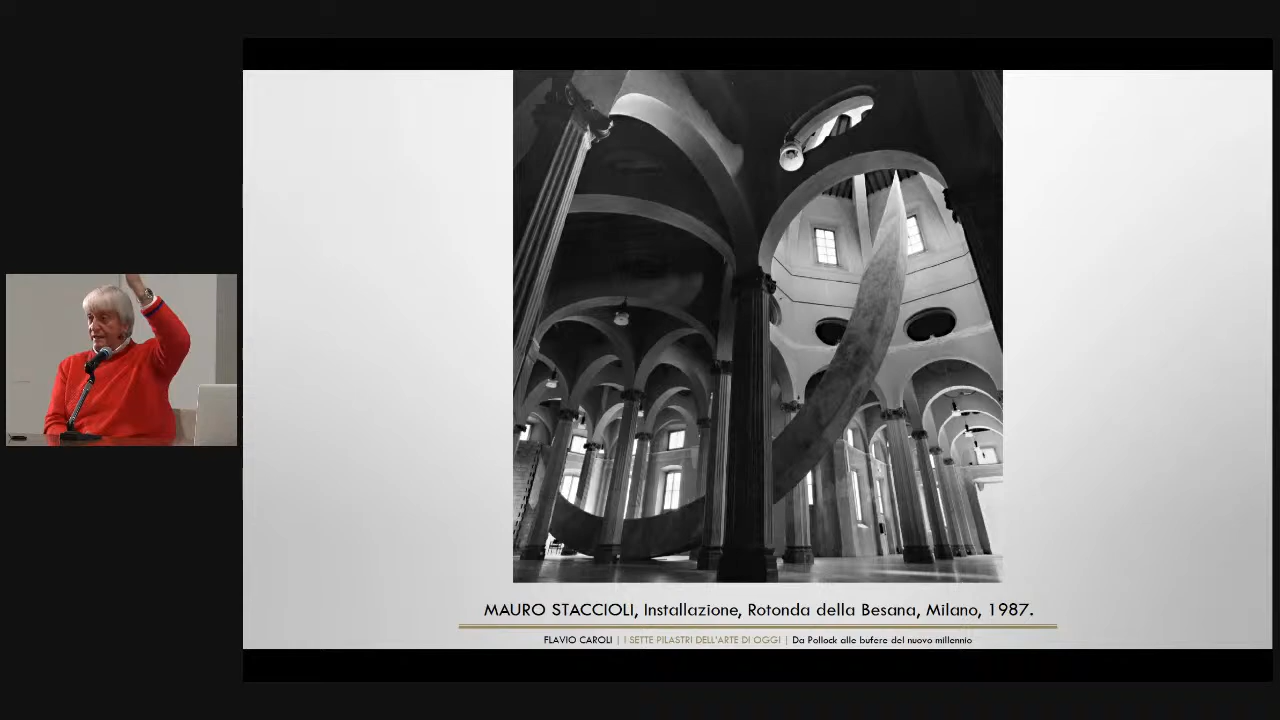 MAURO STACCIOLI, Installazione, Rotonda della Besana, Milano, 1987.
FLAVIO CAROLI | I SETTE PILASTRI DELL'ARTE DI OGGI | Da Pollock alle bufere del nuovo millennio